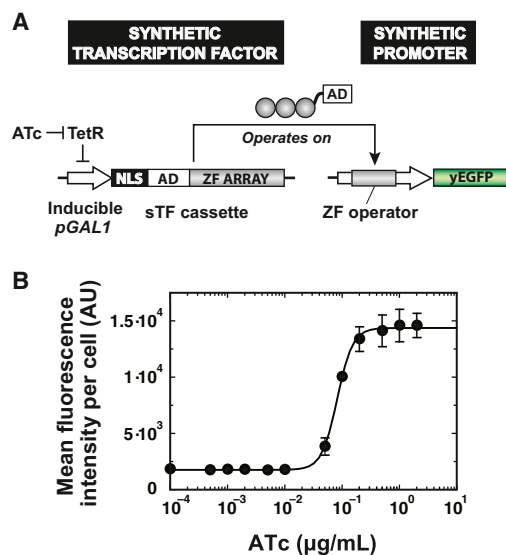 A
SYNTHETIC
TRANSCRIPTION FACTOR
SYNTHETIC
PROMOTER
AD
ATc
TetR
Operates on
NLS
AD
ZF ARRAY
yEGFP
Inducible
pGAL1
sTF cassette
ZF operator
B
Mean fluorescence
intensity per cell (AU)
1.5•10⁴
1•10⁴
5•10³
0
10⁻⁴
10⁻³
10⁻²
10⁻¹
10⁰
10¹
ATc (µg/mL)